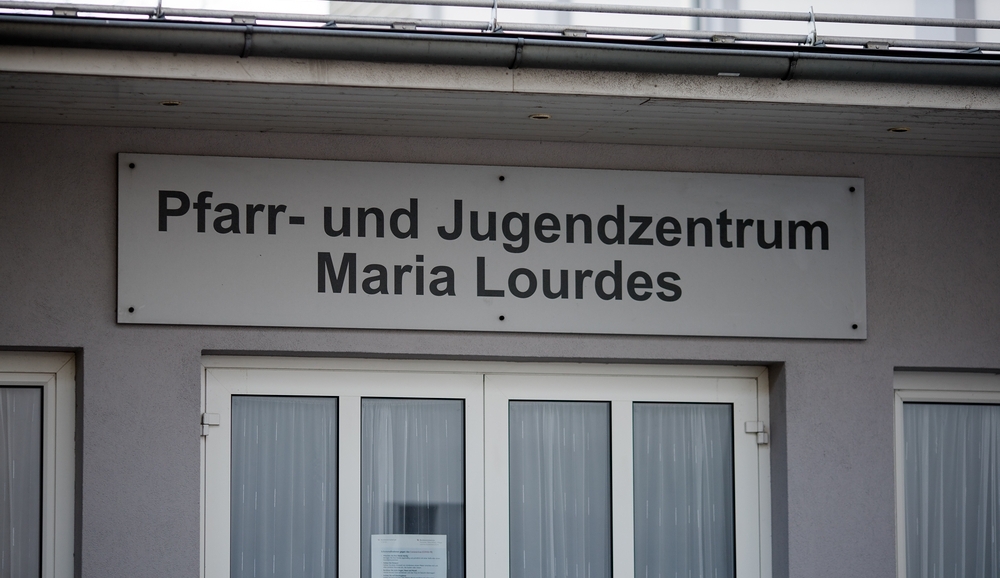 Pfarr- und Jugendzentrum
Maria Lourdes